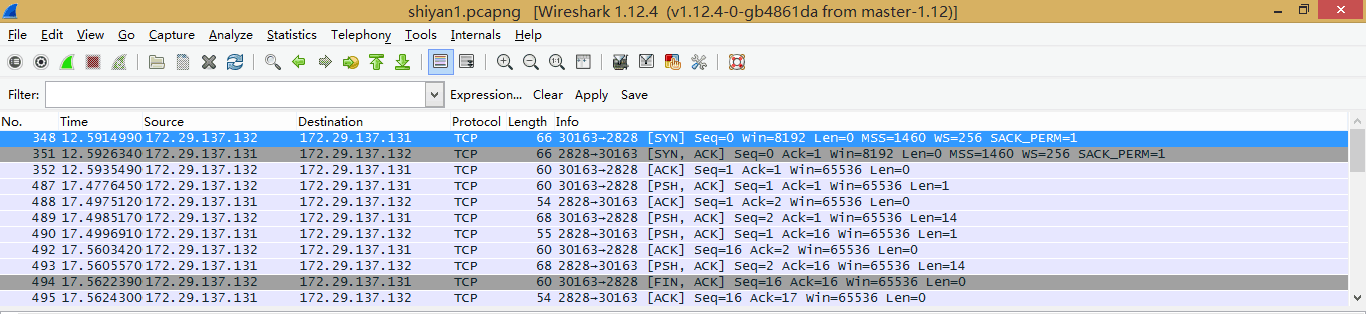 shiyan1.pcapng [Wireshark 1.12.4 (v1.12.4-0-gb4861da from master-1.12)]
File Edit View Go Capture Analyze Statistics Telephony Tools Internals Help
Filter: Expression... Clear Apply Save
No. Time Source Destination Protocol Length Info
348 12.5914990 172.29.137.132 172.29.137.131 TCP 66 30163→2828 [SYN] Seq=0 Win=8192 Len=0 MSS=1460 WS=256 SACK_PERM=1
351 12.5926340 172.29.137.131 172.29.137.132 TCP 66 2828→30163 [SYN, ACK] Seq=0 Ack=1 Win=8192 Len=0 MSS=1460 WS=256 SACK_PERM=1
352 12.5935490 172.29.137.132 172.29.137.131 TCP 60 30163→2828 [ACK] Seq=1 Ack=1 Win=65536 Len=0
487 17.4776450 172.29.137.132 172.29.137.131 TCP 60 30163→2828 [PSH, ACK] Seq=1 Ack=1 Win=65536 Len=1
488 17.4975120 172.29.137.131 172.29.137.132 TCP 54 2828→30163 [ACK] Seq=1 Ack=2 Win=65536 Len=0
489 17.4985170 172.29.137.132 172.29.137.131 TCP 68 30163→2828 [PSH, ACK] Seq=2 Ack=1 Win=65536 Len=14
490 17.4996910 172.29.137.131 172.29.137.132 TCP 55 2828→30163 [PSH, ACK] Seq=1 Ack=16 Win=65536 Len=1
492 17.5603420 172.29.137.132 172.29.137.131 TCP 60 30163→2828 [ACK] Seq=16 Ack=2 Win=65536 Len=0
493 17.5605570 172.29.137.131 172.29.137.132 TCP 68 2828→30163 [PSH, ACK] Seq=2 Ack=16 Win=65536 Len=14
494 17.5622390 172.29.137.132 172.29.137.131 TCP 60 30163→2828 [FIN, ACK] Seq=16 Ack=16 Win=65536 Len=0
495 17.5624300 172.29.137.131 172.29.137.132 TCP 54 2828→30163 [ACK] Seq=16 Ack=17 Win=65536 Len=0